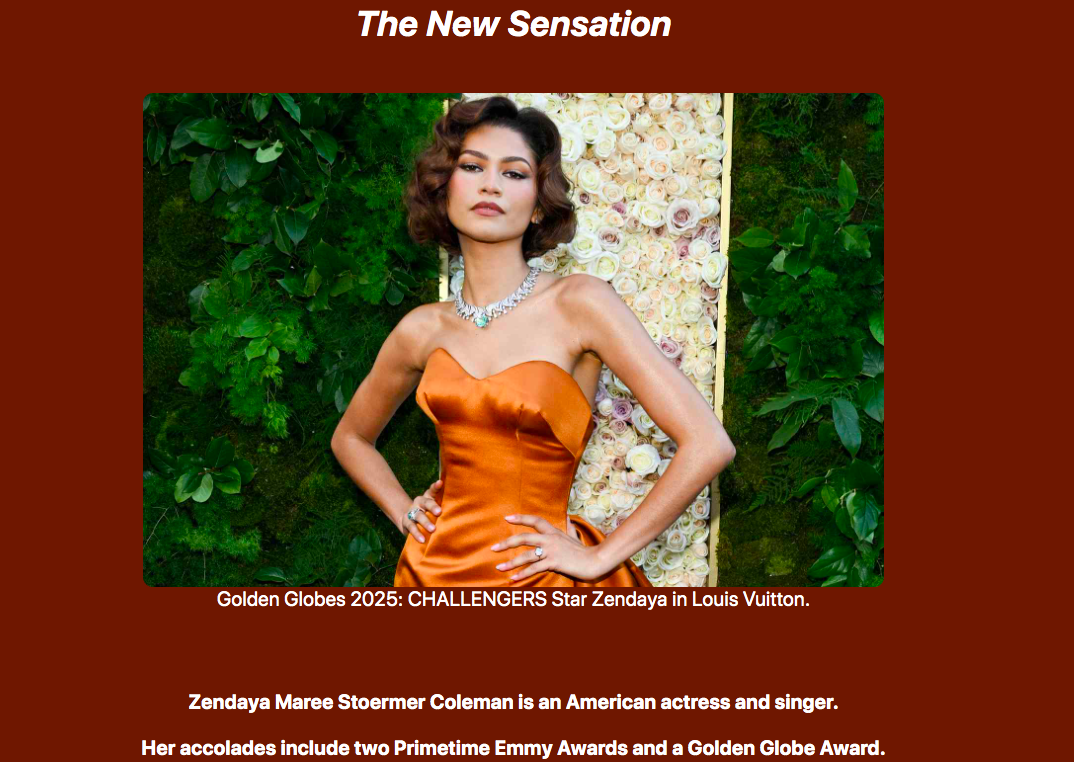 The New Sensation
Golden Globes 2025: CHALLENGERS Star Zendaya in Louis Vuitton.
Zendaya Maree Stoermer Coleman is an American actress and singer.
Her accolades include two Primetime Emmy Awards and a Golden Globe Award.